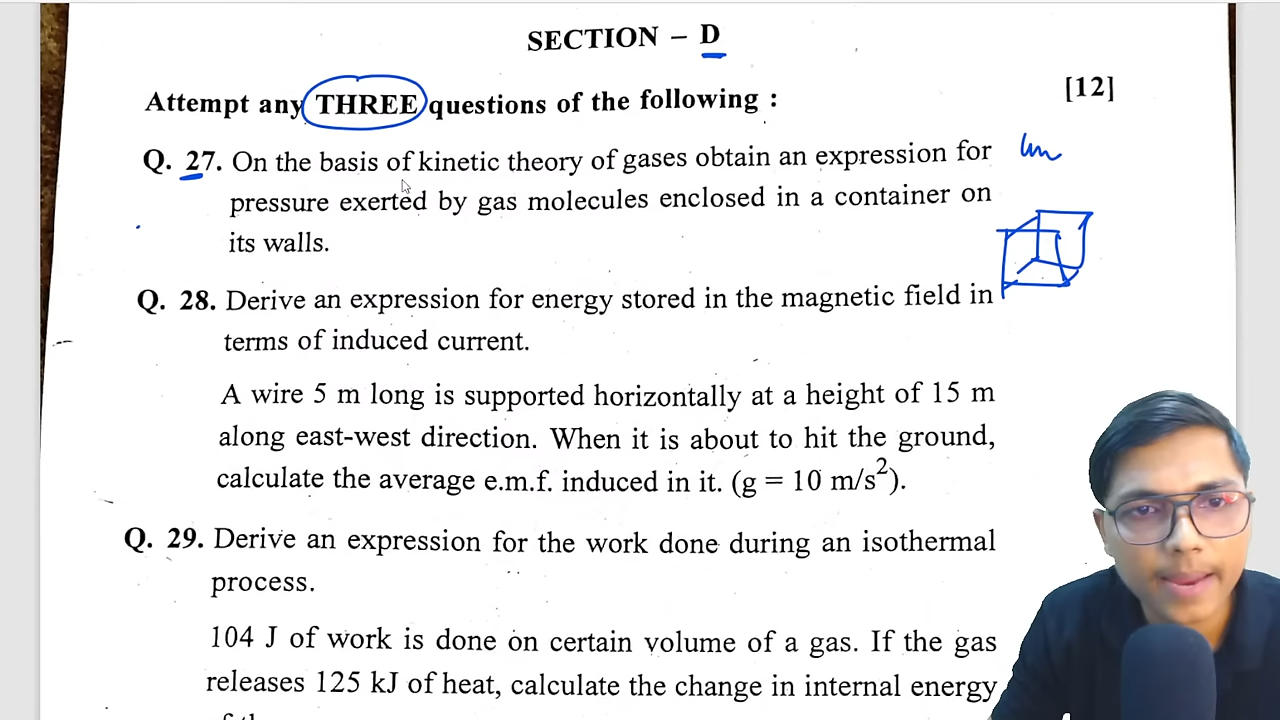 SECTION – D
Attempt any THREE questions of the following : [12]
Q. 27. On the basis of kinetic theory of gases obtain an expression for
pressure exerted by gas molecules enclosed in a container on
its walls.
Q. 28. Derive an expression for energy stored in the magnetic field in
terms of induced current.
A wire 5 m long is supported horizontally at a height of 15 m
along east-west direction. When it is about to hit the ground,
calculate the average e.m.f. induced in it. (g = 10 m/s²).
Q. 29. Derive an expression for the work done during an isothermal
process.
104 J of work is done on certain volume of a gas. If the gas
releases 125 kJ of heat, calculate the change in internal energy